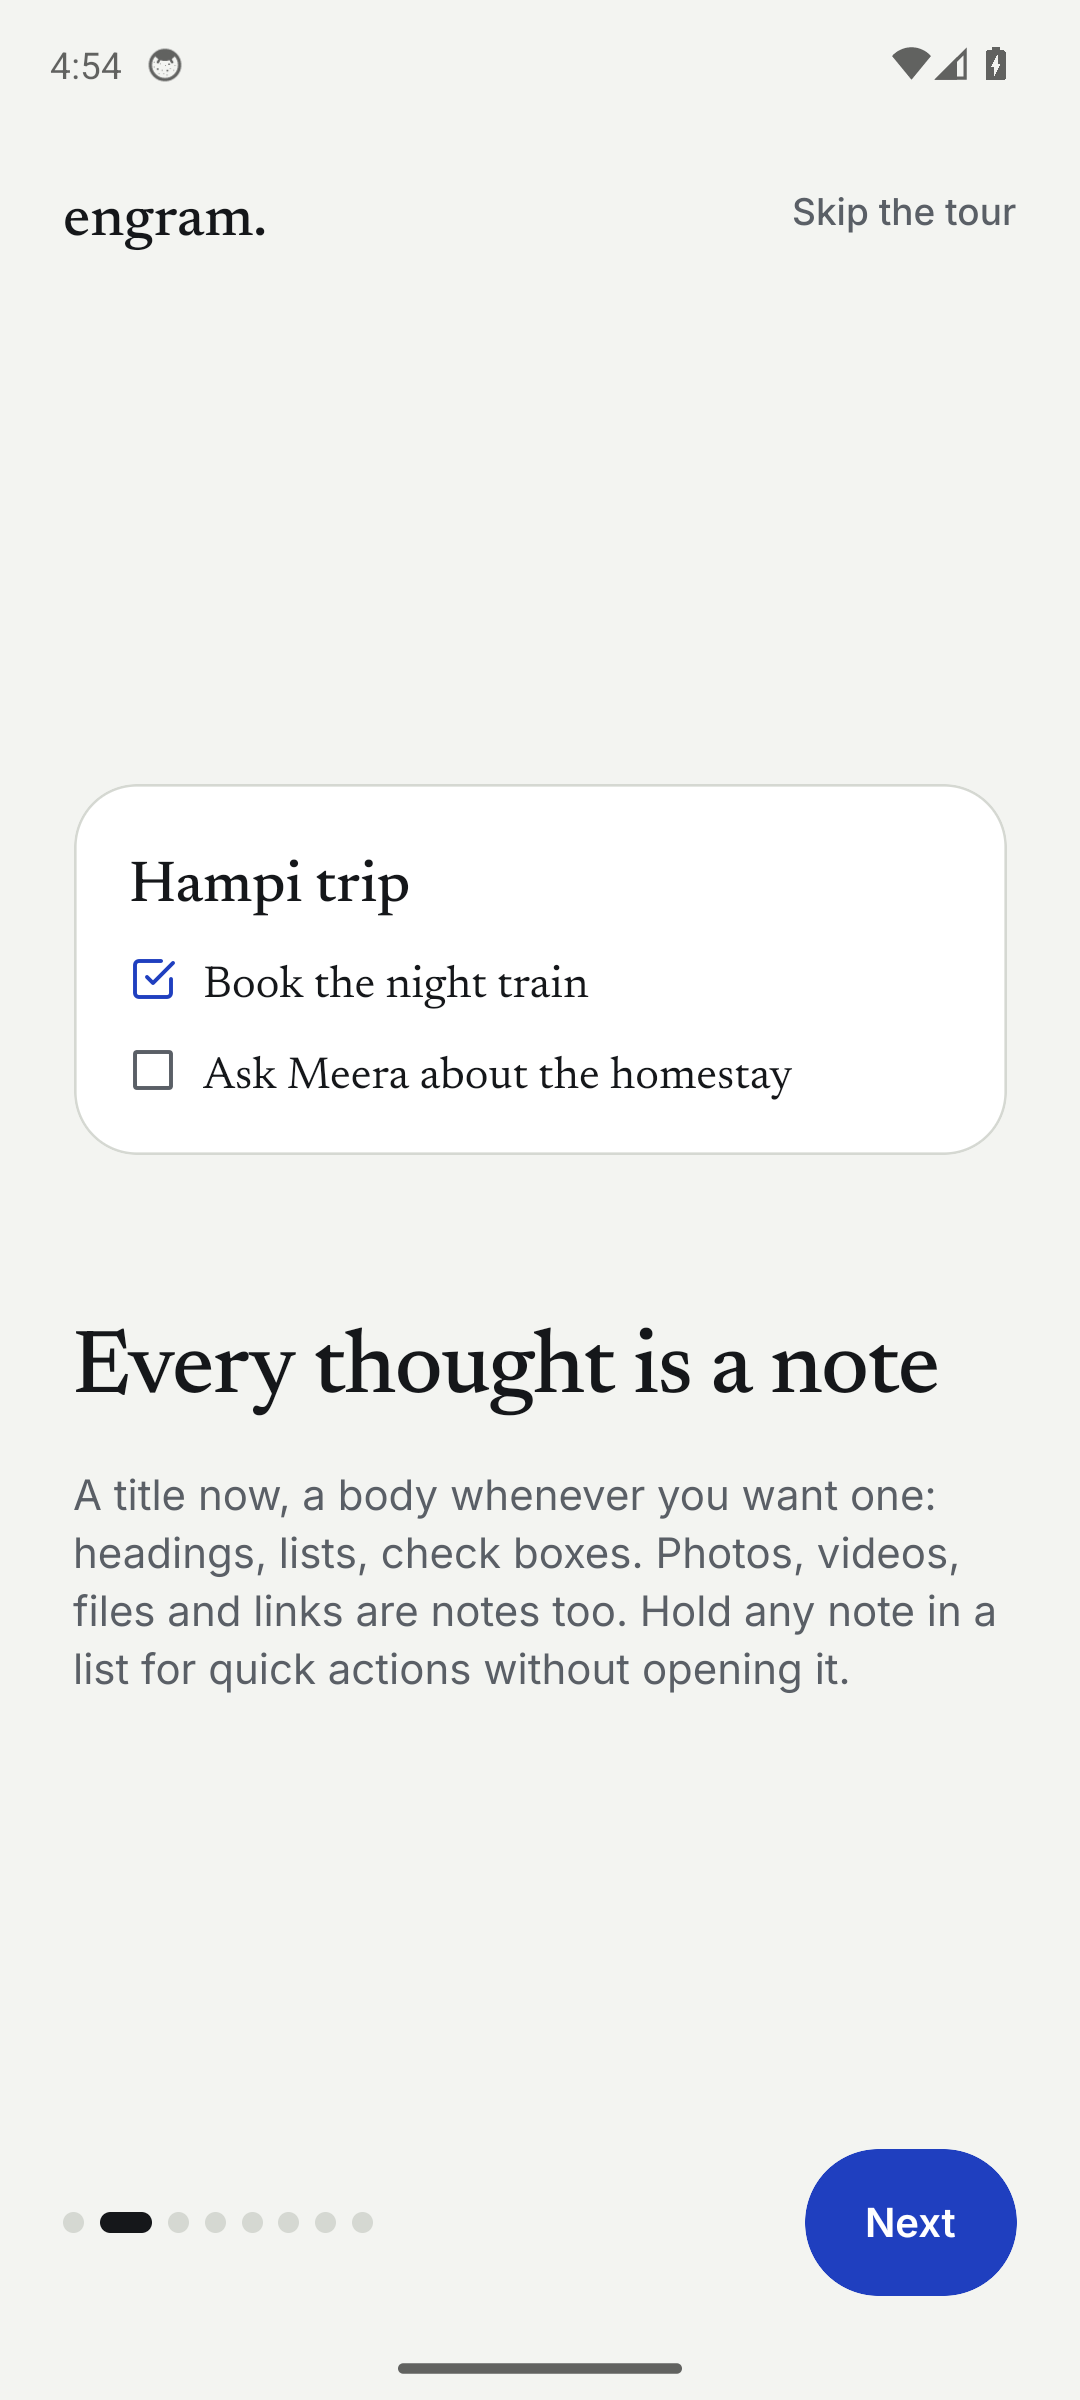 4:54
engram.
Skip the tour
Hampi trip
Book the night train
Ask Meera about the homestay
Every thought is a note
A title now, a body whenever you want one:
headings, lists, check boxes. Photos, videos,
files and links are notes too. Hold any note in a
list for quick actions without opening it.
Next